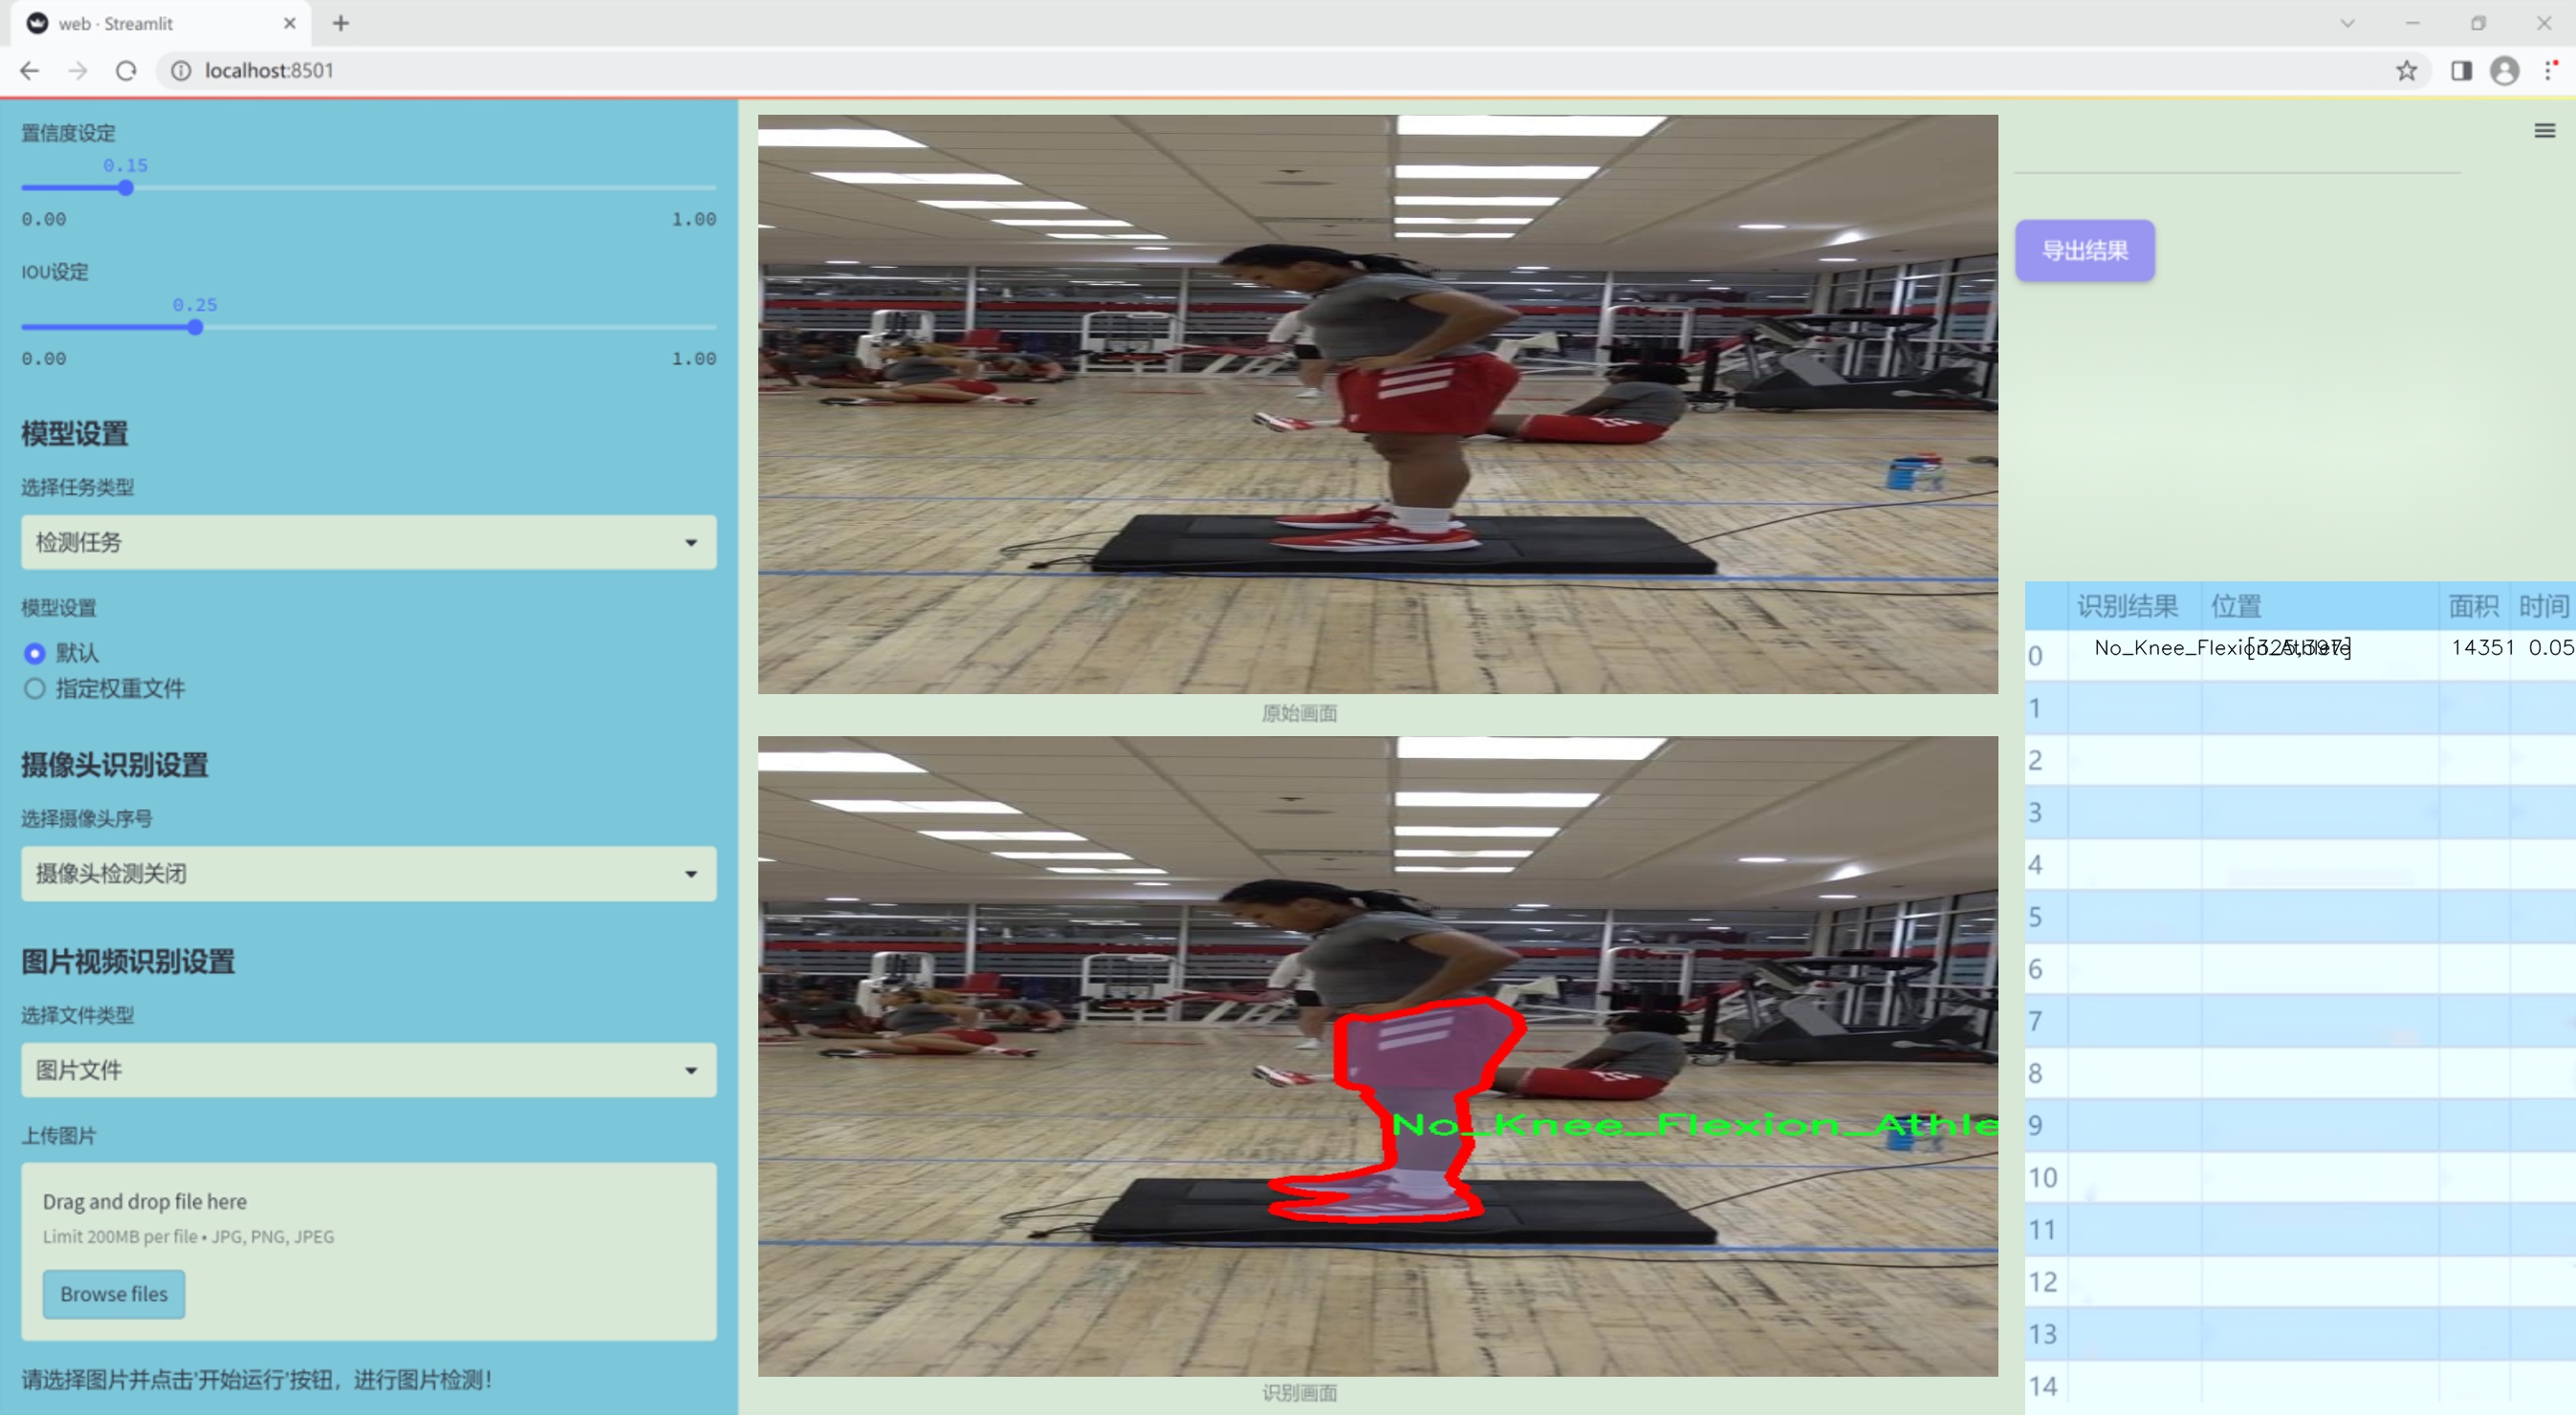 web · Streamlit
localhost:8501
置信度设定
0.15
0.00 1.00
IOU设定
0.25
0.00 1.00
模型设置
选择任务类型
检测任务
模型设置
默认
指定权重文件
摄像头识别设置
选择摄像头序号
摄像头检测关闭
图片视频识别设置
选择文件类型
图片文件
上传图片
Drag and drop file here
Limit 200MB per file • JPG, PNG, JPEG
Browse files
请选择图片并点击'开始运行'按钮，进行图片检测！
原始画面
No_Knee_Flexion_Athle
识别画面
导出结果
识别结果 位置 面积 时间
0 No_Knee_Flexion_Athlete [325,397] 14351 0.05
1
2
3
4
5
6
7
8
9
10
11
12
13
14